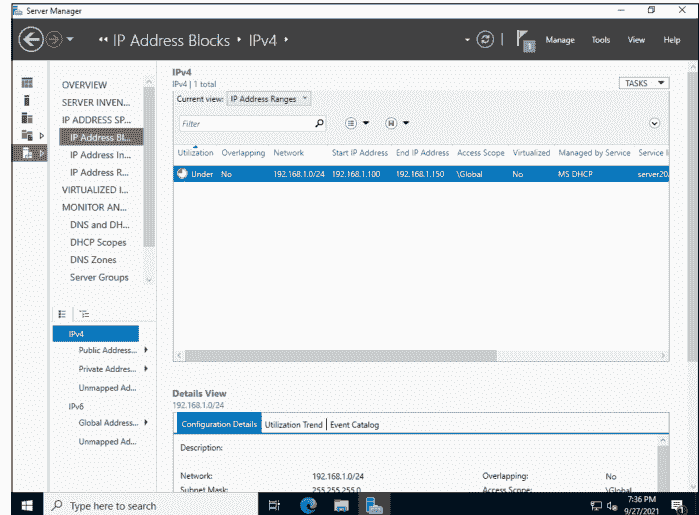 Server Manager
IP Address Blocks • IPv4 •
1
Manage Tools View Help
OVERVIEW
SERVER INVEN...
IP ADDRESS SP...
IP Address Bl...
IP Address In...
IP Address R...
VIRTUALIZED I...
MONITOR AN...
DNS and DH...
DHCP Scopes
DNS Zones
Server Groups
IPv4
Public Address...
Private Addres...
Unmapped Ad...
IPv6
Global Address...
Unmapped Ad...
IPv4
IPv4 | 1 total
TASKS
Current view: IP Address Ranges
Filter
Utilization Overlapping Network Start IP Address End IP Address Access Scope Virtualized Managed by Service Service I
Under No 192.168.1.0/24 192.168.1.100 192.168.1.150 \Global No MS DHCP server20.
Details View
192.168.1.0/24
Configuration Details Utilization Trend Event Catalog
Description:
Network: 192.168.1.0/24 Overlapping: No
Subnet Mask: 255.255.255.0 Access Scope: \Global
Type here to search
7:36 PM
9/27/2021